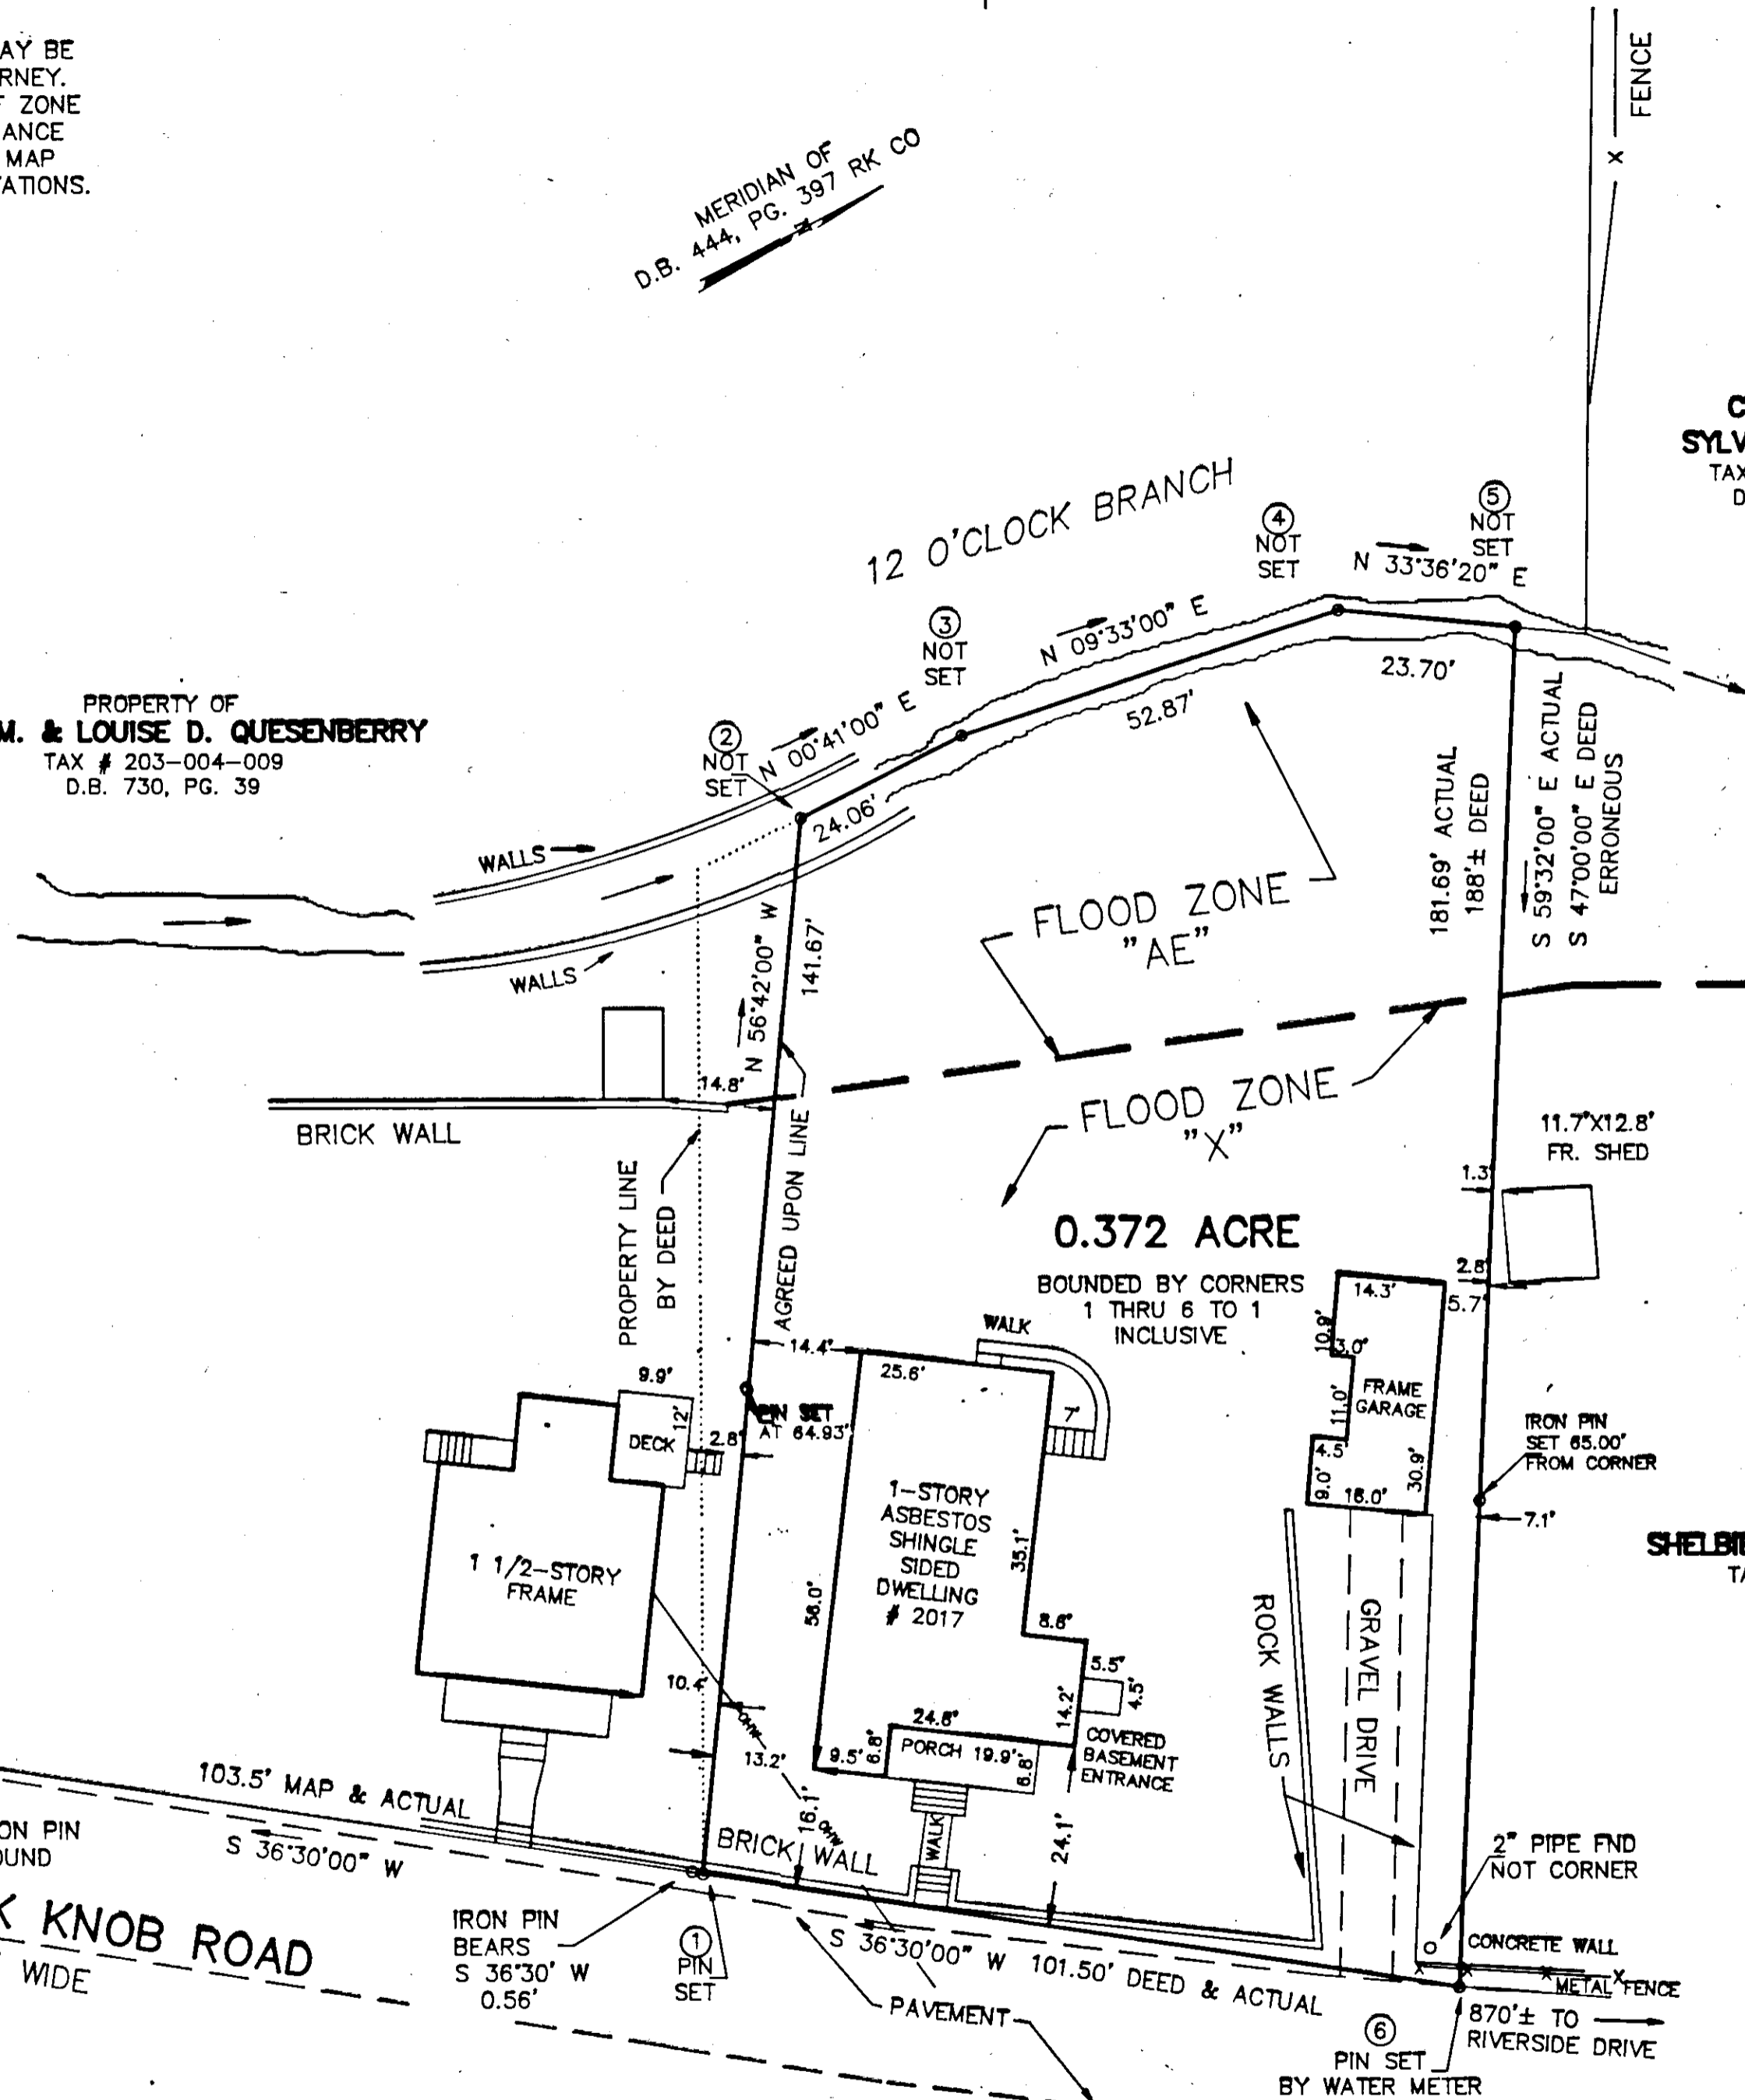 AY BE
RNEY.
F ZONE
ANCE
MAP
ATIONS.
MERIDIAN OF
D.B. 444, PG. 397 RK CO
N
FENCE
X
C
SYLV
TAX
D
12 O'CLOCK BRANCH
2
NOT
SET
3
NOT
SET
4
NOT
SET
5
NOT
SET
N 00°41'00" E
24.06'
N 09°33'00" E
52.87'
N 33°36'20" E
23.70'
PROPERTY OF
M. & LOUISE D. QUESENBERRY
TAX # 203-004-009
D.B. 730, PG. 39
WALLS
WALLS
N 56°42'00" W
141.67'
FLOOD ZONE
"AE"
FLOOD ZONE
"X"
181.69' ACTUAL
188'± DEED
S 59°32'00" E ACTUAL
S 47°00'00" E DEED
ERRONEOUS
14.8'
BRICK WALL
PROPERTY LINE
BY DEED
AGREED UPON LINE
0.372 ACRE
BOUNDED BY CORNERS
1 THRU 6 TO 1
INCLUSIVE
11.7'X12.8'
FR. SHED
1.3'
2.8'
5.7'
14.3'
10.9'
3.0'
11.0'
4.5'
9.0'
16.0'
30.9'
FRAME
GARAGE
WALK
14.4'
25.6'
7'
PIN SET
AT 64.93'
9.9'
12'
DECK
2.8'
1 1/2-STORY
FRAME
1-STORY
ASBESTOS
SHINGLE
SIDED
DWELLING
# 2017
56.0'
35.1'
8.6'
5.5'
4.5'
14.2'
24.6'
PORCH 19.9'
9.5'
6.8'
6.8'
COVERED
BASEMENT
ENTRANCE
IRON PIN
SET 65.00'
FROM CORNER
7.1'
SHELBI
TA
ROCK WALLS
GRAVEL DRIVE
10.4'
OHW
13.2'
16.1'
OHW
24.1'
WALK
BRICK WALL
103.5' MAP & ACTUAL
S 36°30'00" W
ON PIN
OUND
K KNOB ROAD
WIDE
IRON PIN
BEARS
S 36°30' W
0.56'
1
PIN
SET
S 36°30'00" W 101.50' DEED & ACTUAL
PAVEMENT
2" PIPE FND
NOT CORNER
CONCRETE WALL
X X X X
METAL FENCE
870'± TO
RIVERSIDE DRIVE
6
PIN SET
BY WATER METER